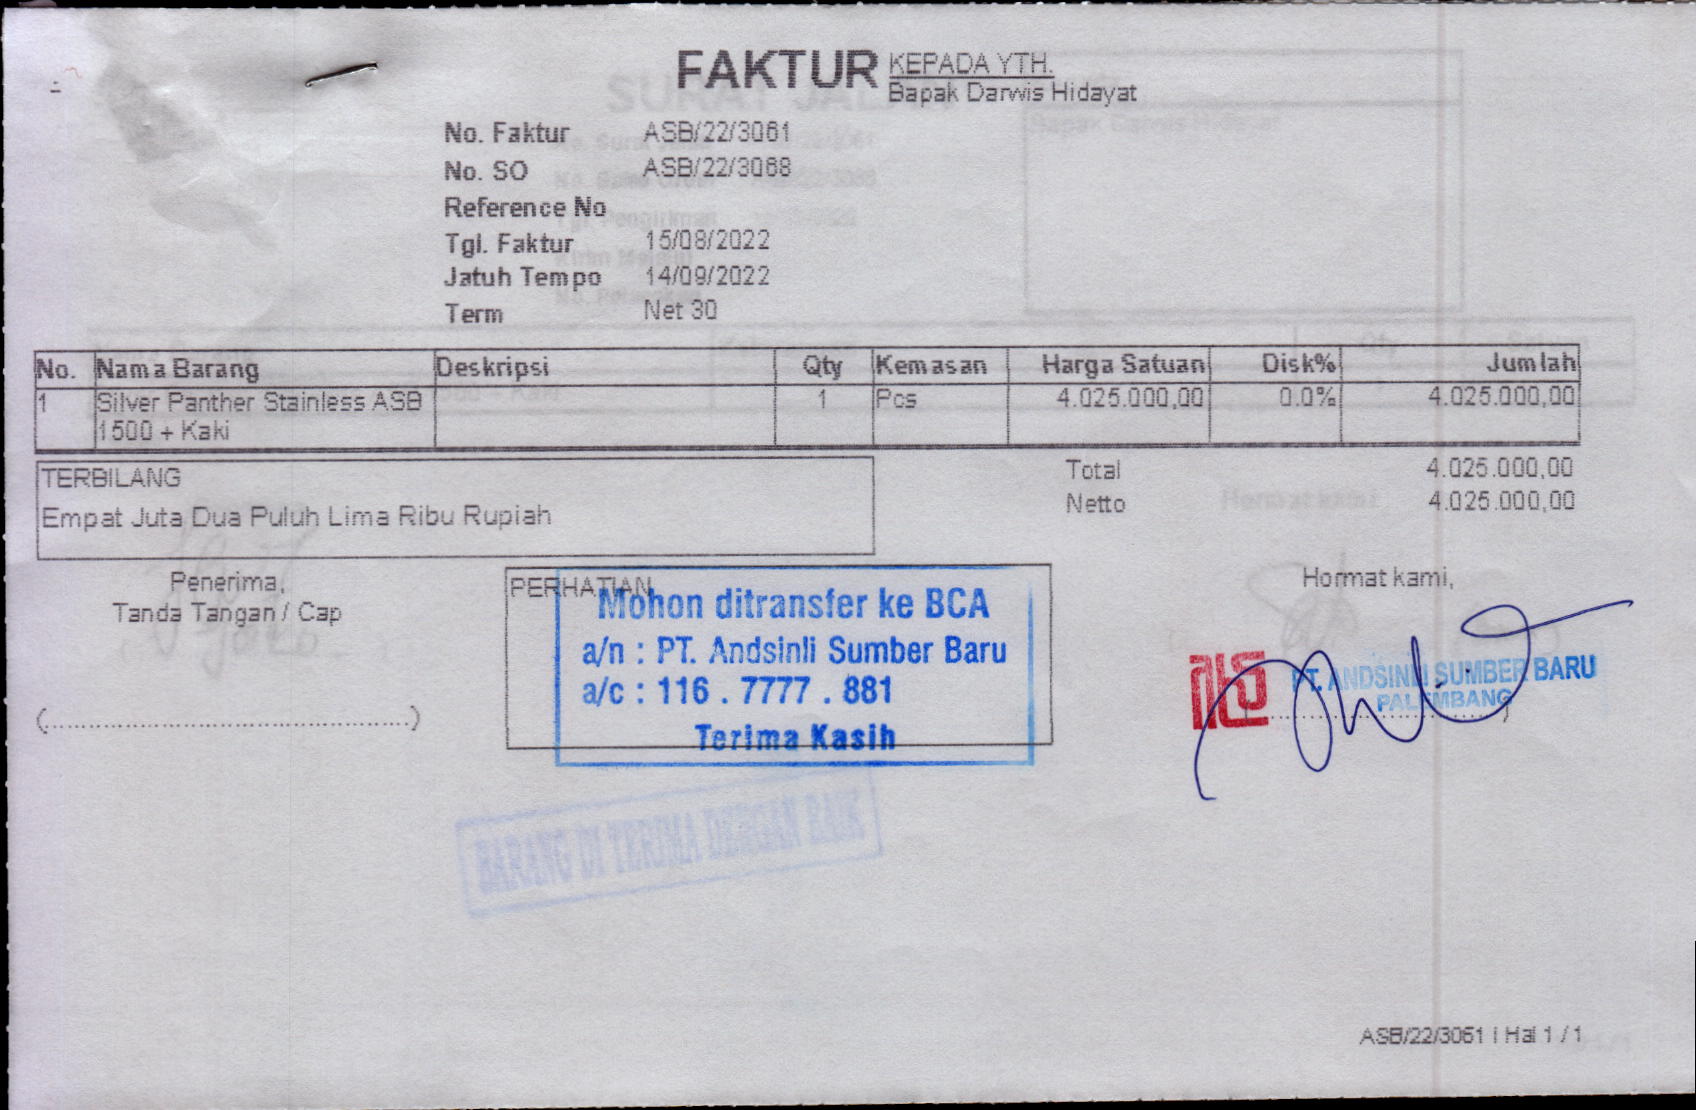 FAKTUR
KEPADA YTH.
Bapak Darwis Hidayat
No. Faktur ASB/22/3061
No. SO ASB/22/3068
Reference No
Tgl. Faktur 15/08/2022
Jatuh Tempo 14/09/2022
Term Net 30
No. Nama Barang Deskripsi Qty Kemasan Harga Satuan Disk% Jumlah
1 Silver Panther Stainless ASB 1 Pcs 4.025.000,00 0.0% 4.025.000,00
1500 + Kaki
TERBILANG
Empat Juta Dua Puluh Lima Ribu Rupiah
Total 4.025.000,00
Netto 4.025.000,00
Penerima,
Tanda Tangan / Cap
(........................................)
PERHATIAN
Mohon ditransfer ke BCA
a/n : PT. Andsinli Sumber Baru
a/c : 116 . 7777 . 881
Terima Kasih
Hormat kami,
PT. ANDSINLI SUMBER BARU
PALEMBANG
BARANG DI TERIMA DENGAN BAIK
ASB/22/3061 | Hal 1 / 1